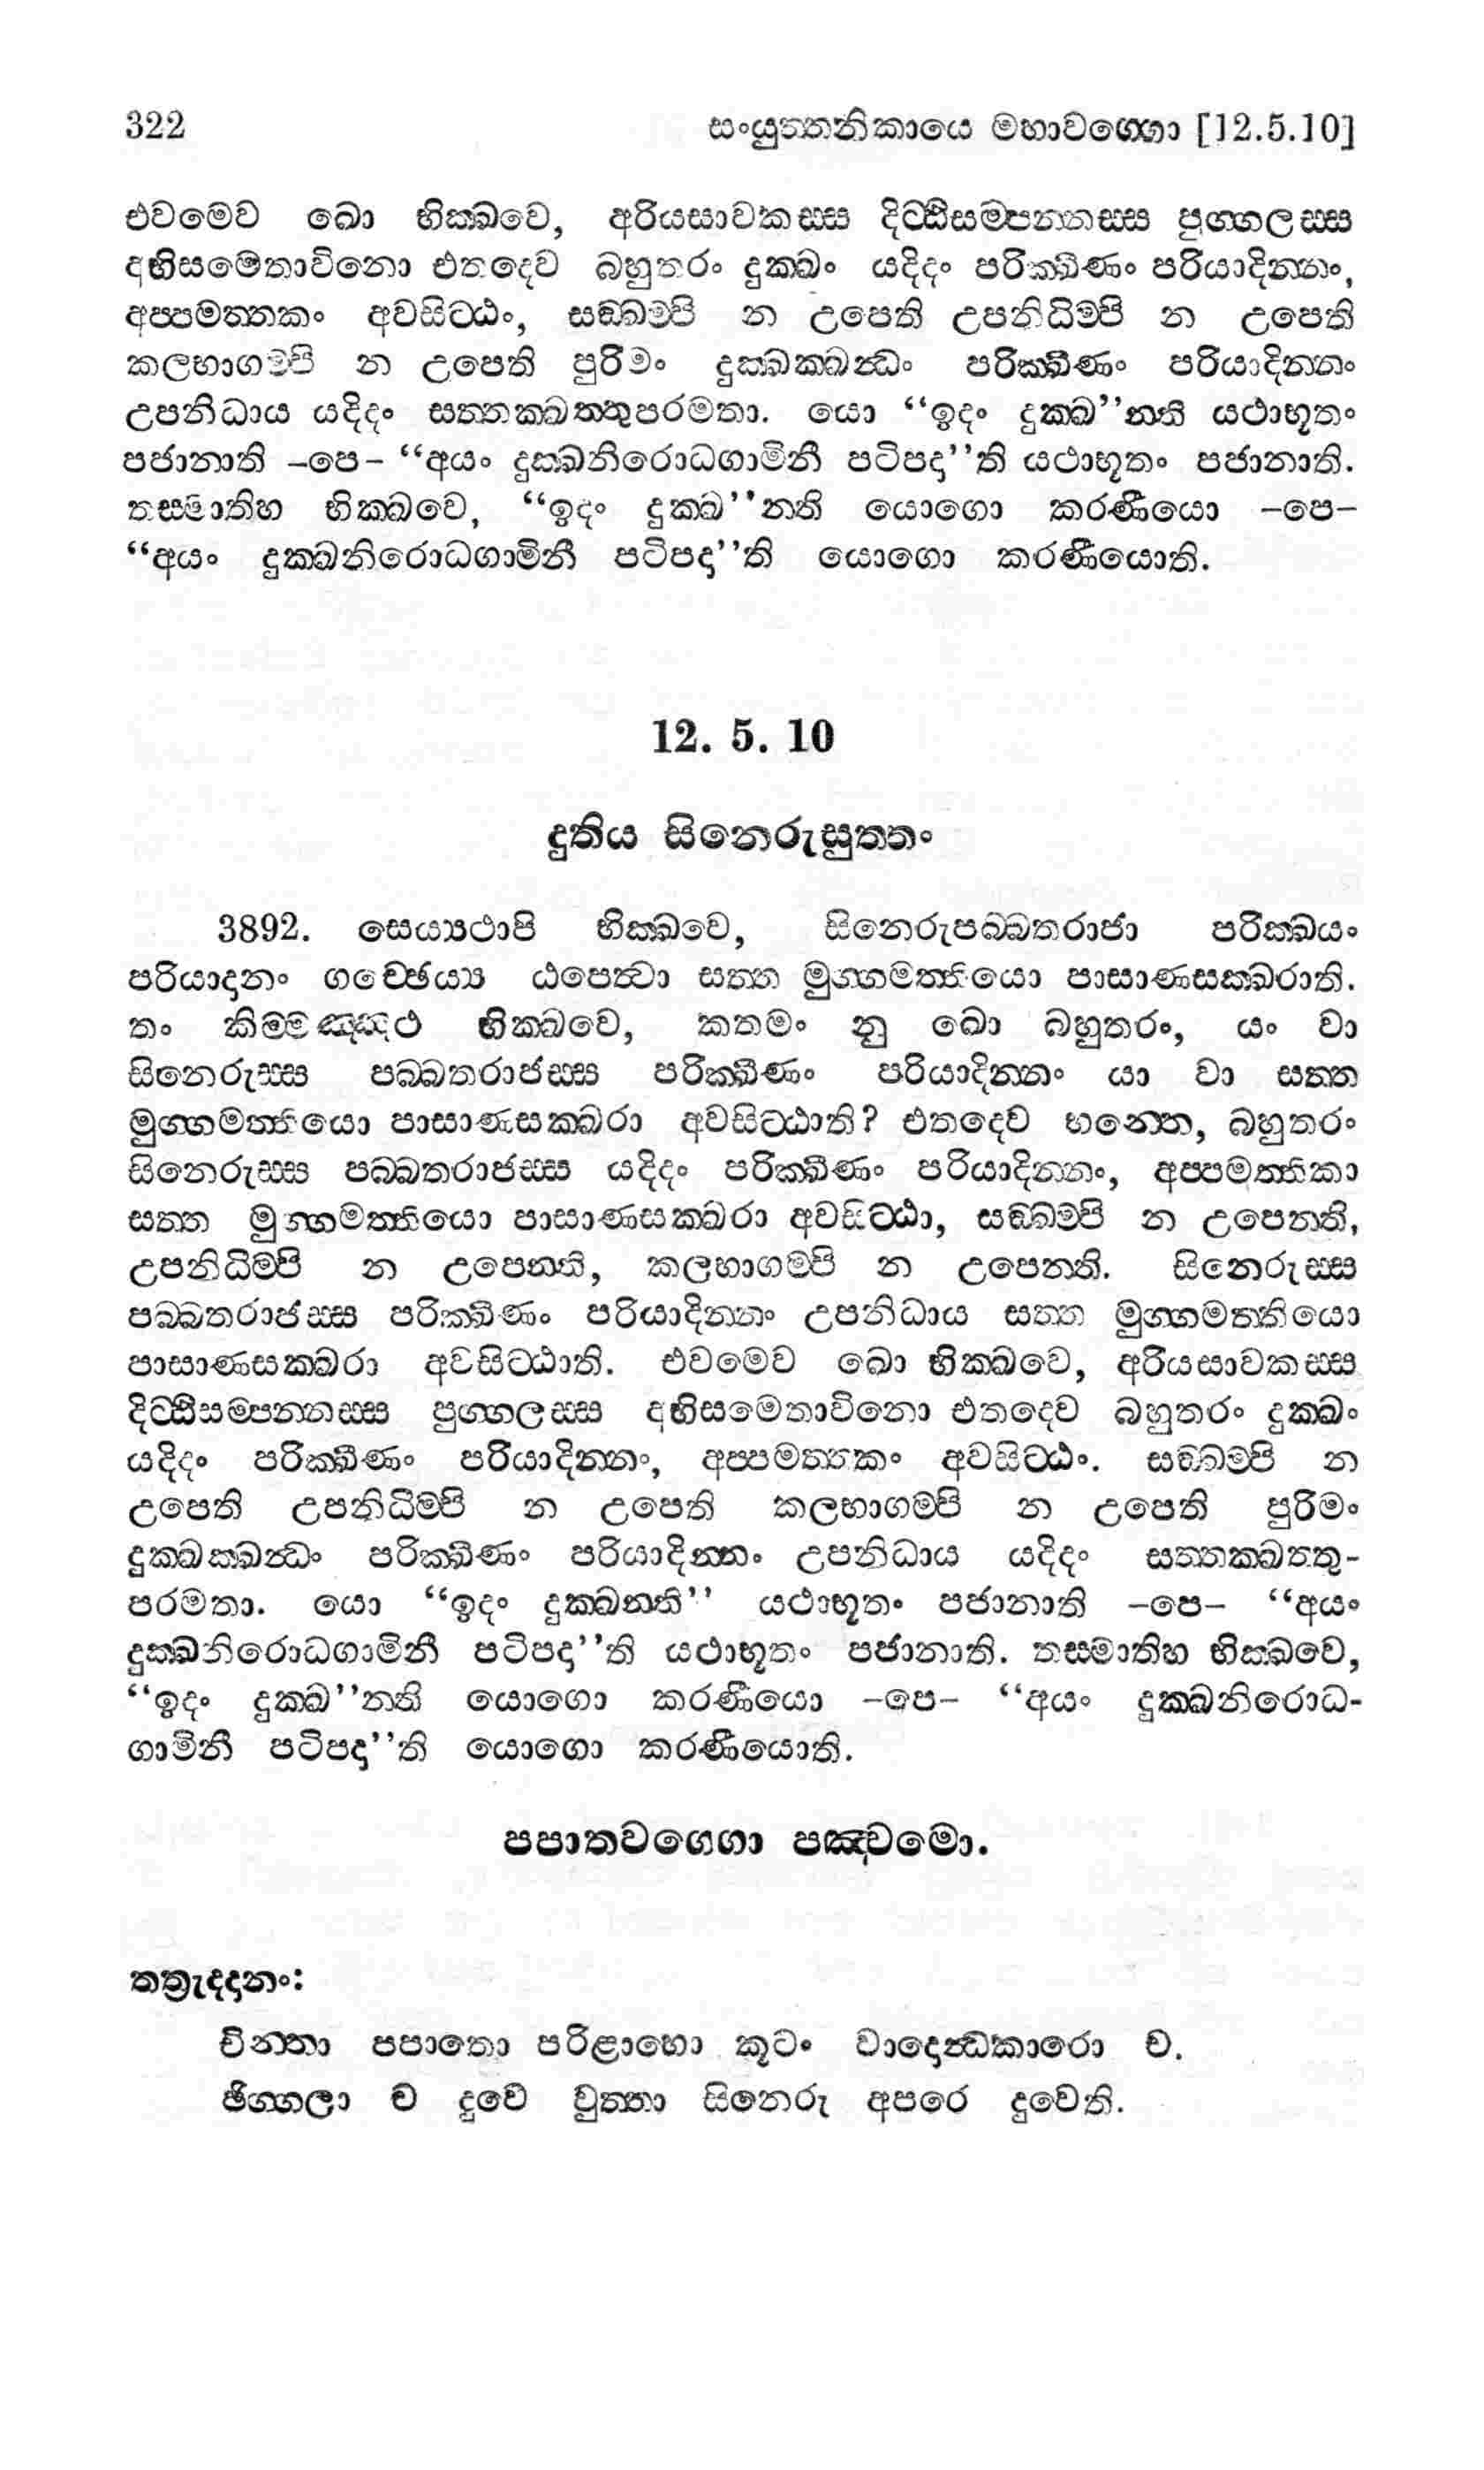 322 සංයුත්තනිකායෙ මහාවග්ගො [12.5.10]
එවමෙව ඛො භික්ඛවෙ, අරියසාවකස්ස දිට්ඨිසම්පන්නස්ස පුග්ගලස්ස
අභිසමෙතාවිනො එතදෙව බහුතරං දුක්ඛං යදිදං පරික්ඛීණං පරියාදින්නං,
අප්පමත්තකං අවසිට්ඨං, සඞ්ඛම්පි න උපෙති උපනිධිම්පි න උපෙති
කලභාගම්පි න උපෙති පුරිමං දුක්ඛක්ඛන්ධං පරික්ඛීණං පරියාදින්නං
උපනිධාය යදිදං සත්තක්ඛත්තුපරමතා. යො “ඉදං දුක්ඛ”න්ති යථාභූතං
පජානාති –පෙ– “අයං දුක්ඛනිරොධගාමිනී පටිපදා”ති යථාභූතං පජානාති.
තස්මාතිහ භික්ඛවෙ, “ඉදං දුක්ඛ”න්ති යොගො කරණීයො –පෙ–
“අයං දුක්ඛනිරොධගාමිනී පටිපදා”ති යොගො කරණීයොති.
12. 5. 10
දුතිය සිනෙරුසුත්තං
3892. සෙය්‍යථාපි භික්ඛවෙ, සිනෙරුපබ්බතරාජා පරික්ඛයං
පරියාදානං ගච්ඡෙය්‍ය ඨපෙත්වා සත්ත මුග්ගමත්තියො පාසාණසක්ඛරාති.
තං කිම්මඤ්ඤථ භික්ඛවෙ, කතමං නු ඛො බහුතරං, යං වා
සිනෙරුස්ස පබ්බතරාජස්ස පරික්ඛීණං පරියාදින්නං යා වා සත්ත
මුග්ගමත්තියො පාසාණසක්ඛරා අවසිට්ඨාති? එතදෙව භන්තෙ, බහුතරං
සිනෙරුස්ස පබ්බතරාජස්ස යදිදං පරික්ඛීණං පරියාදින්නං, අප්පමත්තිකා
සත්ත මුග්ගමත්තියො පාසාණසක්ඛරා අවසිට්ඨා, සඞ්ඛම්පි න උපෙන්ති,
උපනිධිම්පි න උපෙන්ති, කලභාගම්පි න උපෙන්ති. සිනෙරුස්ස
පබ්බතරාජස්ස පරික්ඛීණං පරියාදින්නං උපනිධාය සත්ත මුග්ගමත්තියො
පාසාණසක්ඛරා අවසිට්ඨාති. එවමෙව ඛො භික්ඛවෙ, අරියසාවකස්ස
දිට්ඨිසම්පන්නස්ස පුග්ගලස්ස අභිසමෙතාවිනො එතදෙව බහුතරං දුක්ඛං
යදිදං පරික්ඛීණං පරියාදින්නං, අප්පමත්තකං අවසිට්ඨං. සඞ්ඛම්පි න
උපෙති උපනිධිම්පි න උපෙති කලභාගම්පි න උපෙති පුරිමං
දුක්ඛක්ඛන්ධං පරික්ඛීණං පරියාදින්නං උපනිධාය යදිදං සත්තක්ඛත්තු-
පරමතා. යො “ඉදං දුක්ඛන්ති” යථාභූතං පජානාති –පෙ– “අයං
දුක්ඛනිරොධගාමිනී පටිපදා”ති යථාභූතං පජානාති. තස්මාතිහ භික්ඛවෙ,
“ඉදං දුක්ඛ”න්ති යොගො කරණීයො –පෙ– “අයං දුක්ඛනිරොධ-
ගාමිනී පටිපදා”ති යොගො කරණීයොති.
පපාතවග්ගො පඤ්චමො.
තත්‍රුද්දානං:
චින්තා පපාතො පරිළාහො කූටං වාදොන්ධකාරො ච.
ඡිග්ගලා ච ද්වෙ වුත්තා සිනෙරු අපරෙ ද්වෙති.